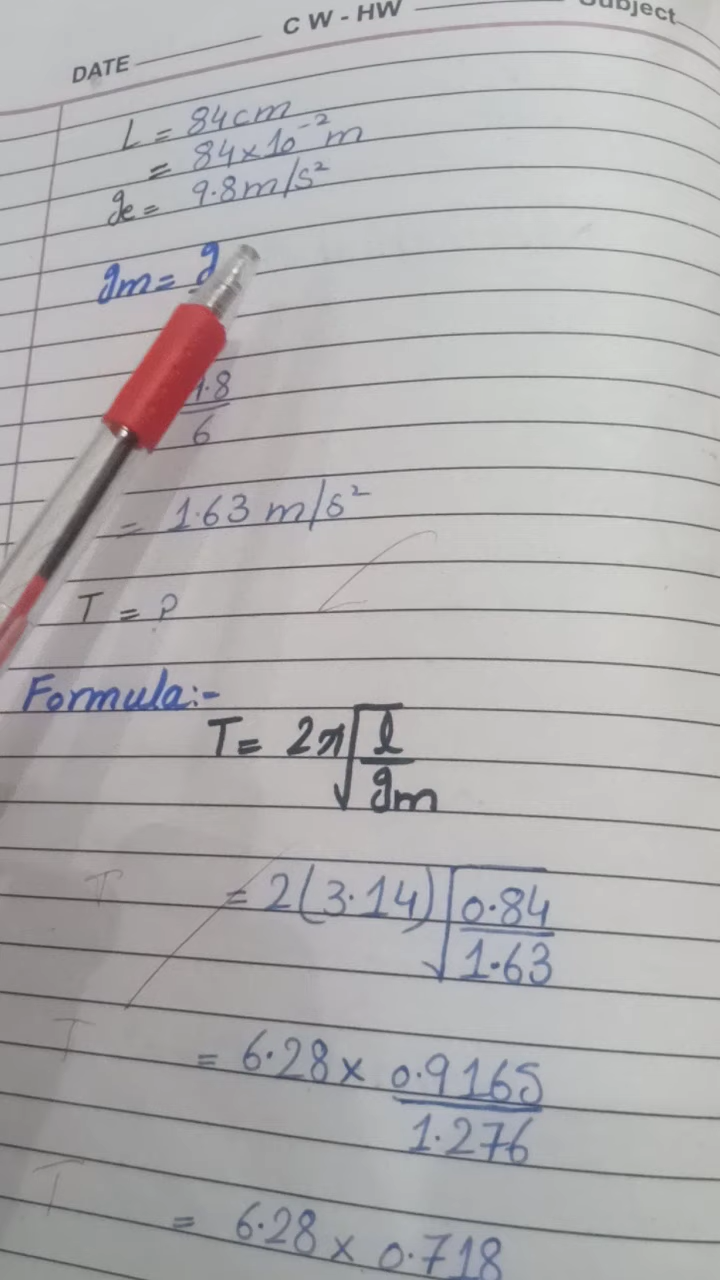 DATE CW-HW Subject
L = 84cm
= 84×10⁻² m
ge = 9.8m/s²
gm = g
.8/6
= 1.63 m/s²
T = ?
Formula:-
T = 2π√(l/gm)
T = 2(3.14)√(0.84/1.63)
T = 6.28 × 0.9165/1.276
T = 6.28 × 0.718